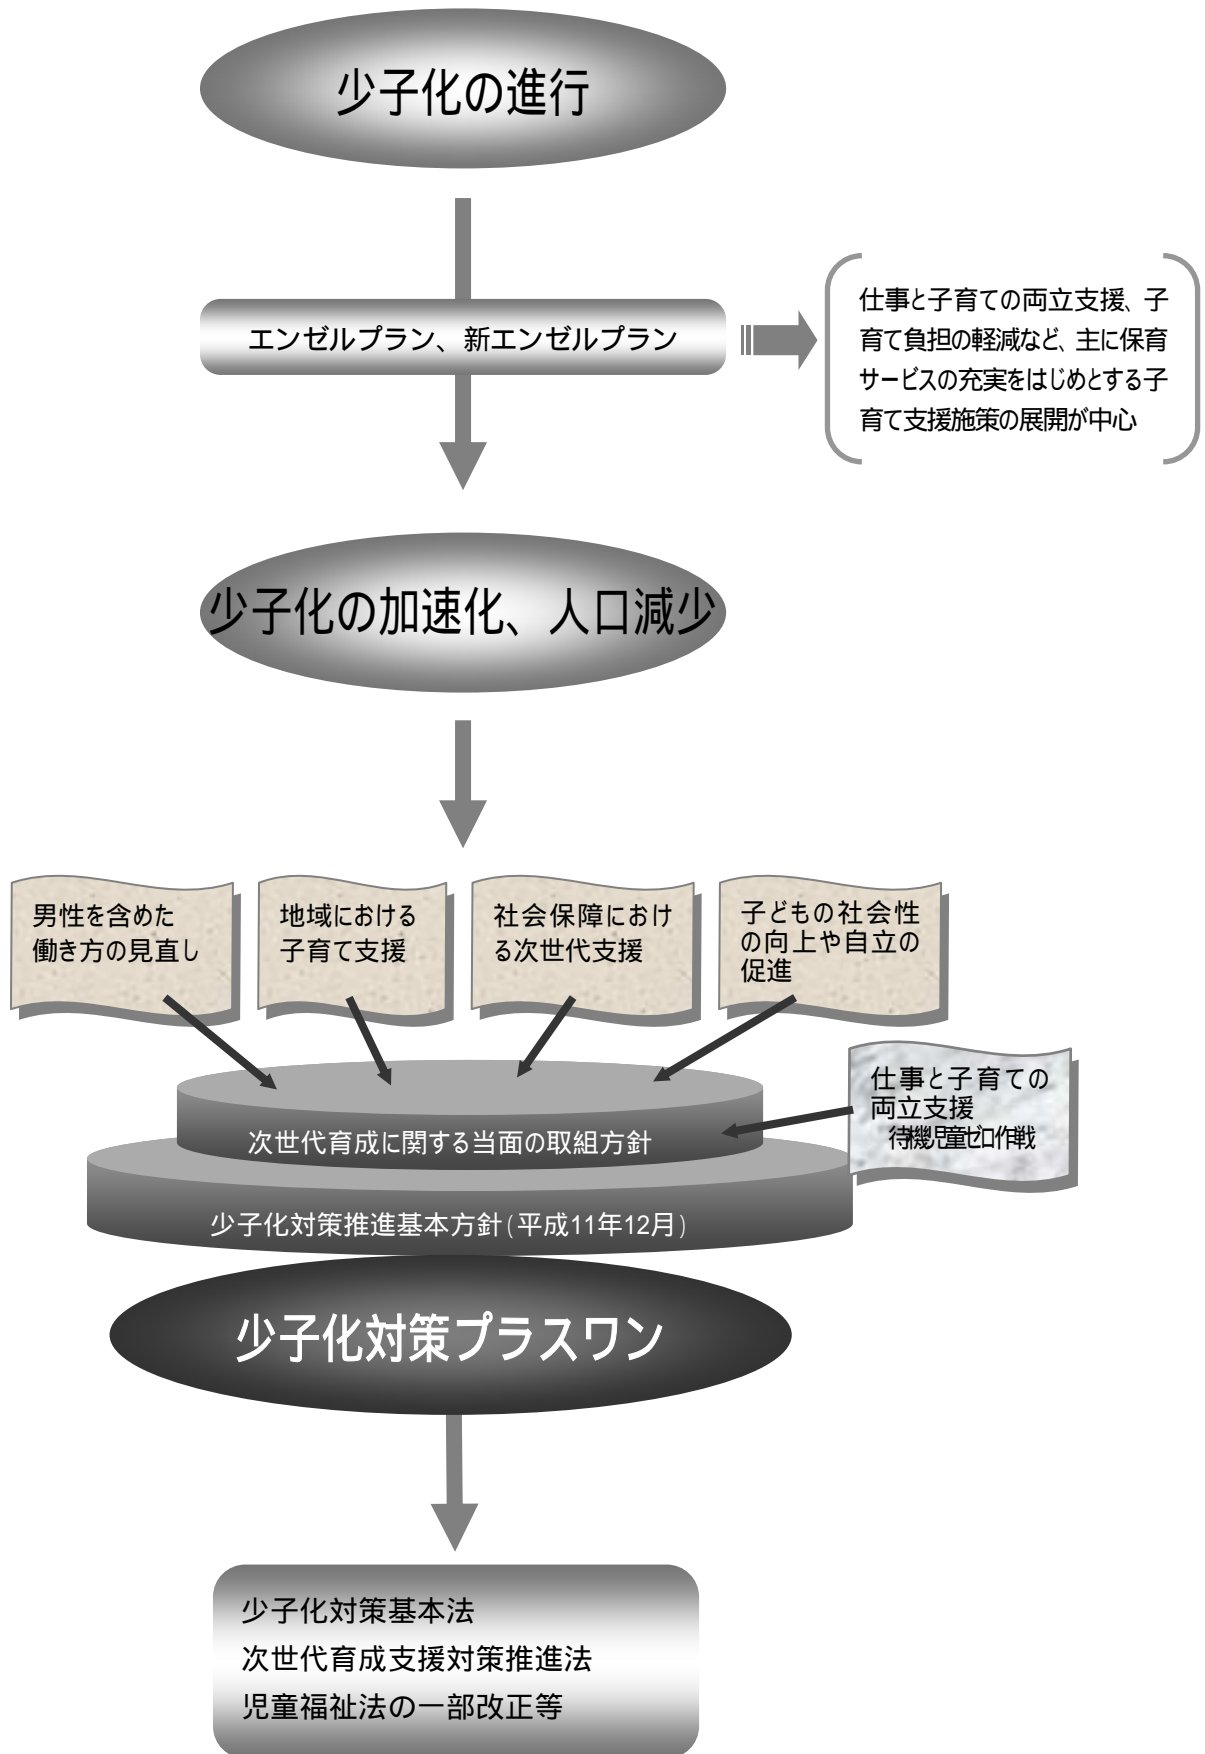 少子化の進行
エンゼルプラン、新エンゼルプラン
仕事と子育ての両立支援、子
育て負担の軽減など、主に保育
サービスの充実をはじめとする子
育て支援施策の展開が中心
少子化の加速化、人口減少
男性を含めた
働き方の見直し
地域における
子育て支援
社会保障におけ
る次世代支援
子どもの社会性
の向上や自立の
促進
仕事と子育ての
両立支援
待機児童ゼロ作戦
次世代育成に関する当面の取組方針
少子化対策推進基本方針(平成11年12月)
少子化対策プラスワン
少子化対策基本法
次世代育成支援対策推進法
児童福祉法の一部改正等